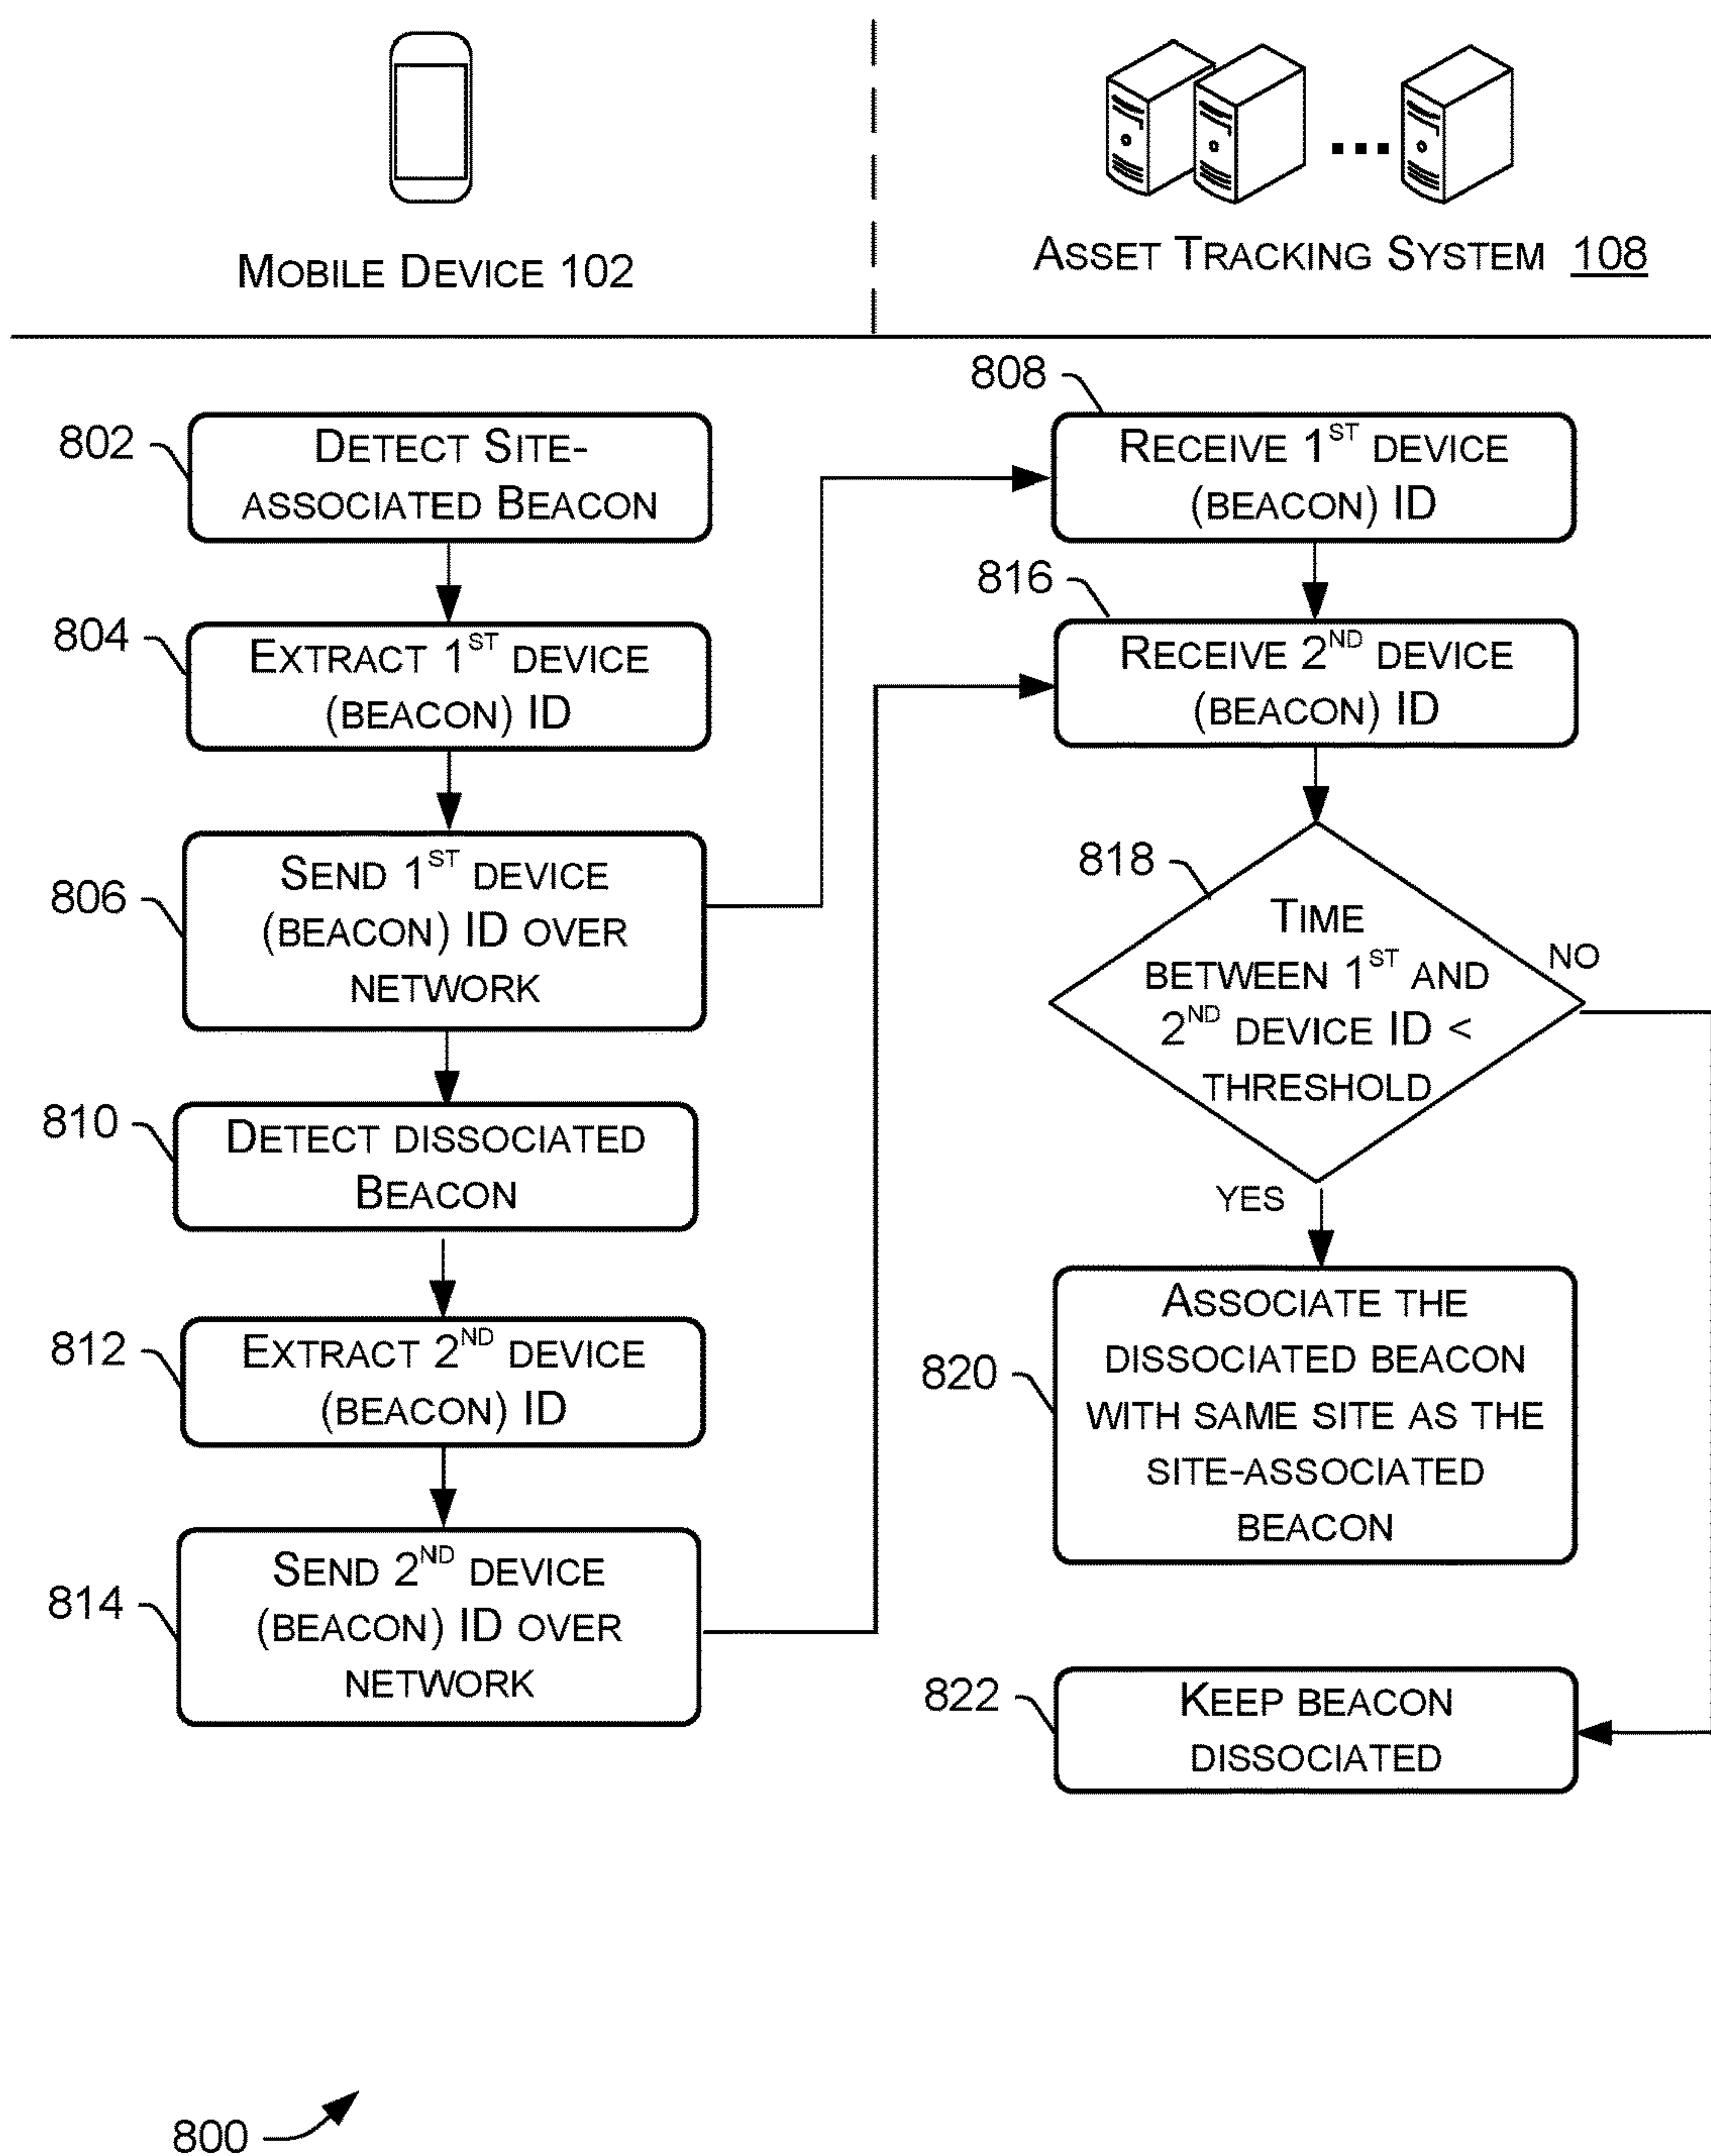 MOBILE DEVICE 102
ASSET TRACKING SYSTEM 108
802
DETECT SITE-
ASSOCIATED BEACON
804
EXTRACT 1ST DEVICE
(BEACON) ID
806
SEND 1ST DEVICE
(BEACON) ID OVER
NETWORK
810
DETECT DISSOCIATED
BEACON
812
EXTRACT 2ND DEVICE
(BEACON) ID
814
SEND 2ND DEVICE
(BEACON) ID OVER
NETWORK
808
RECEIVE 1ST DEVICE
(BEACON) ID
816
RECEIVE 2ND DEVICE
(BEACON) ID
818
TIME
BETWEEN 1ST AND
2ND DEVICE ID <
THRESHOLD
NO
YES
820
ASSOCIATE THE
DISSOCIATED BEACON
WITH SAME SITE AS THE
SITE-ASSOCIATED
BEACON
822
KEEP BEACON
DISSOCIATED
800